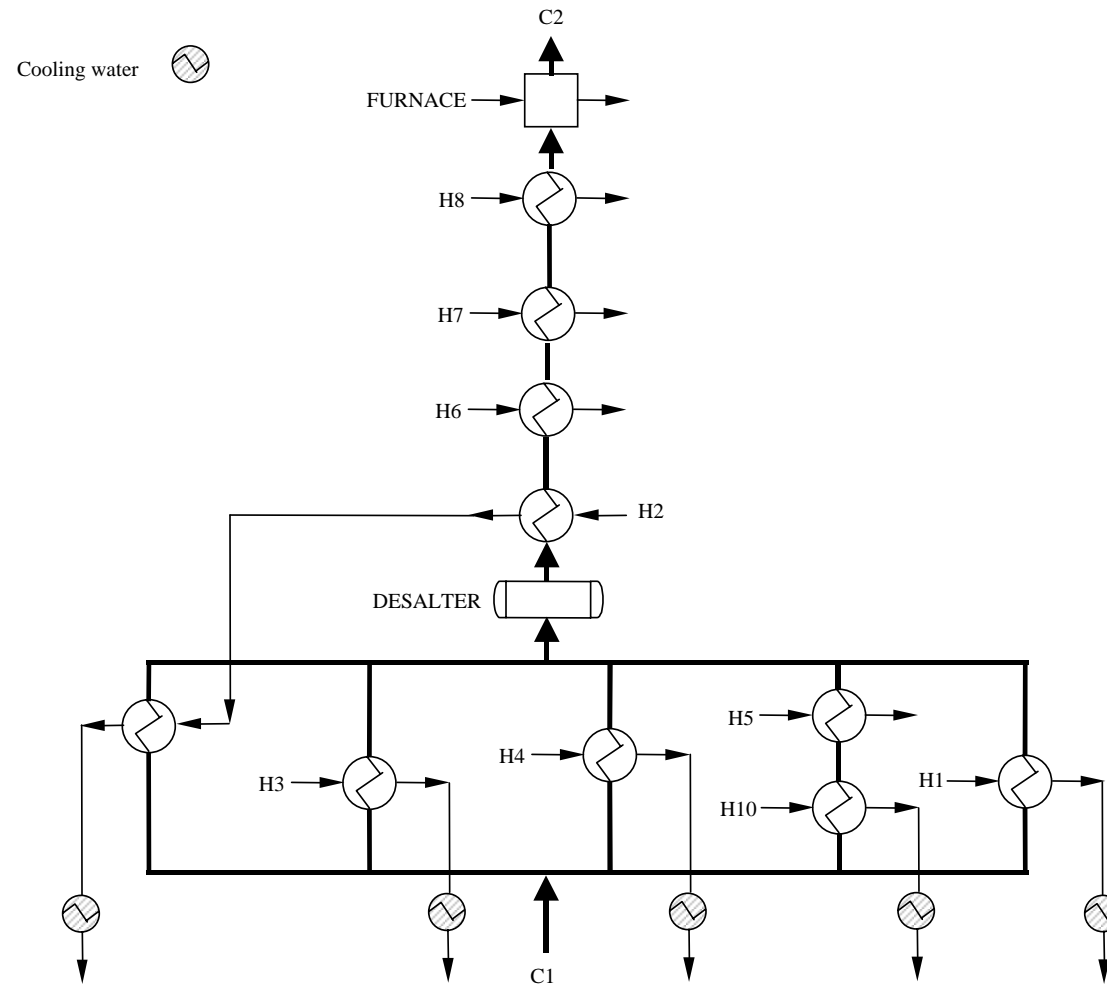 C2
Cooling water
FURNACE
H8
H7
H6
H2
DESALTER
H5
H4
H3
H1
H10
C1